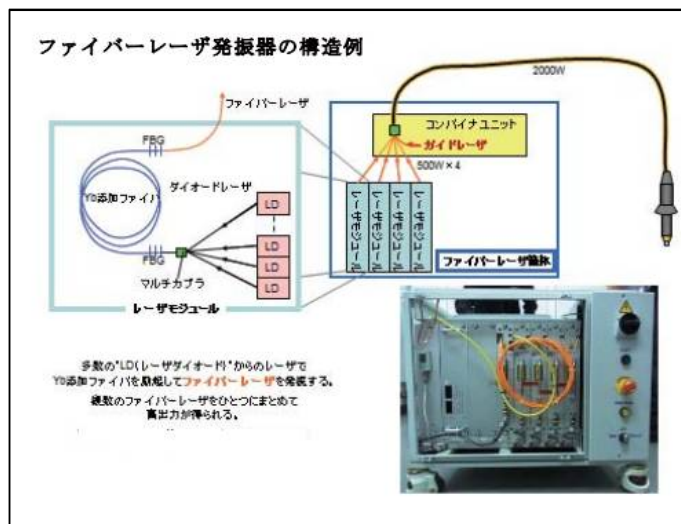 ファイバーレーザ発振器の構造例
2000W
ファイバーレーザ
コンバイナユニット
ガイドレーザ
500W×4
FBG
Yb添加ファイバ
ダイオードレーザ
LD
LD
LD
LD
FBG
マルチカプラ
レーザモジュール
レーザモジュール
レーザモジュール
レーザモジュール
レーザモジュール
ファイバーレーザ筐体
多数の"LD(レーザダイオード)"からのレーザで
Yb添加ファイバを励起してファイバーレーザを発振する。
複数のファイバーレーザをひとつにまとめて
高出力が得られる。